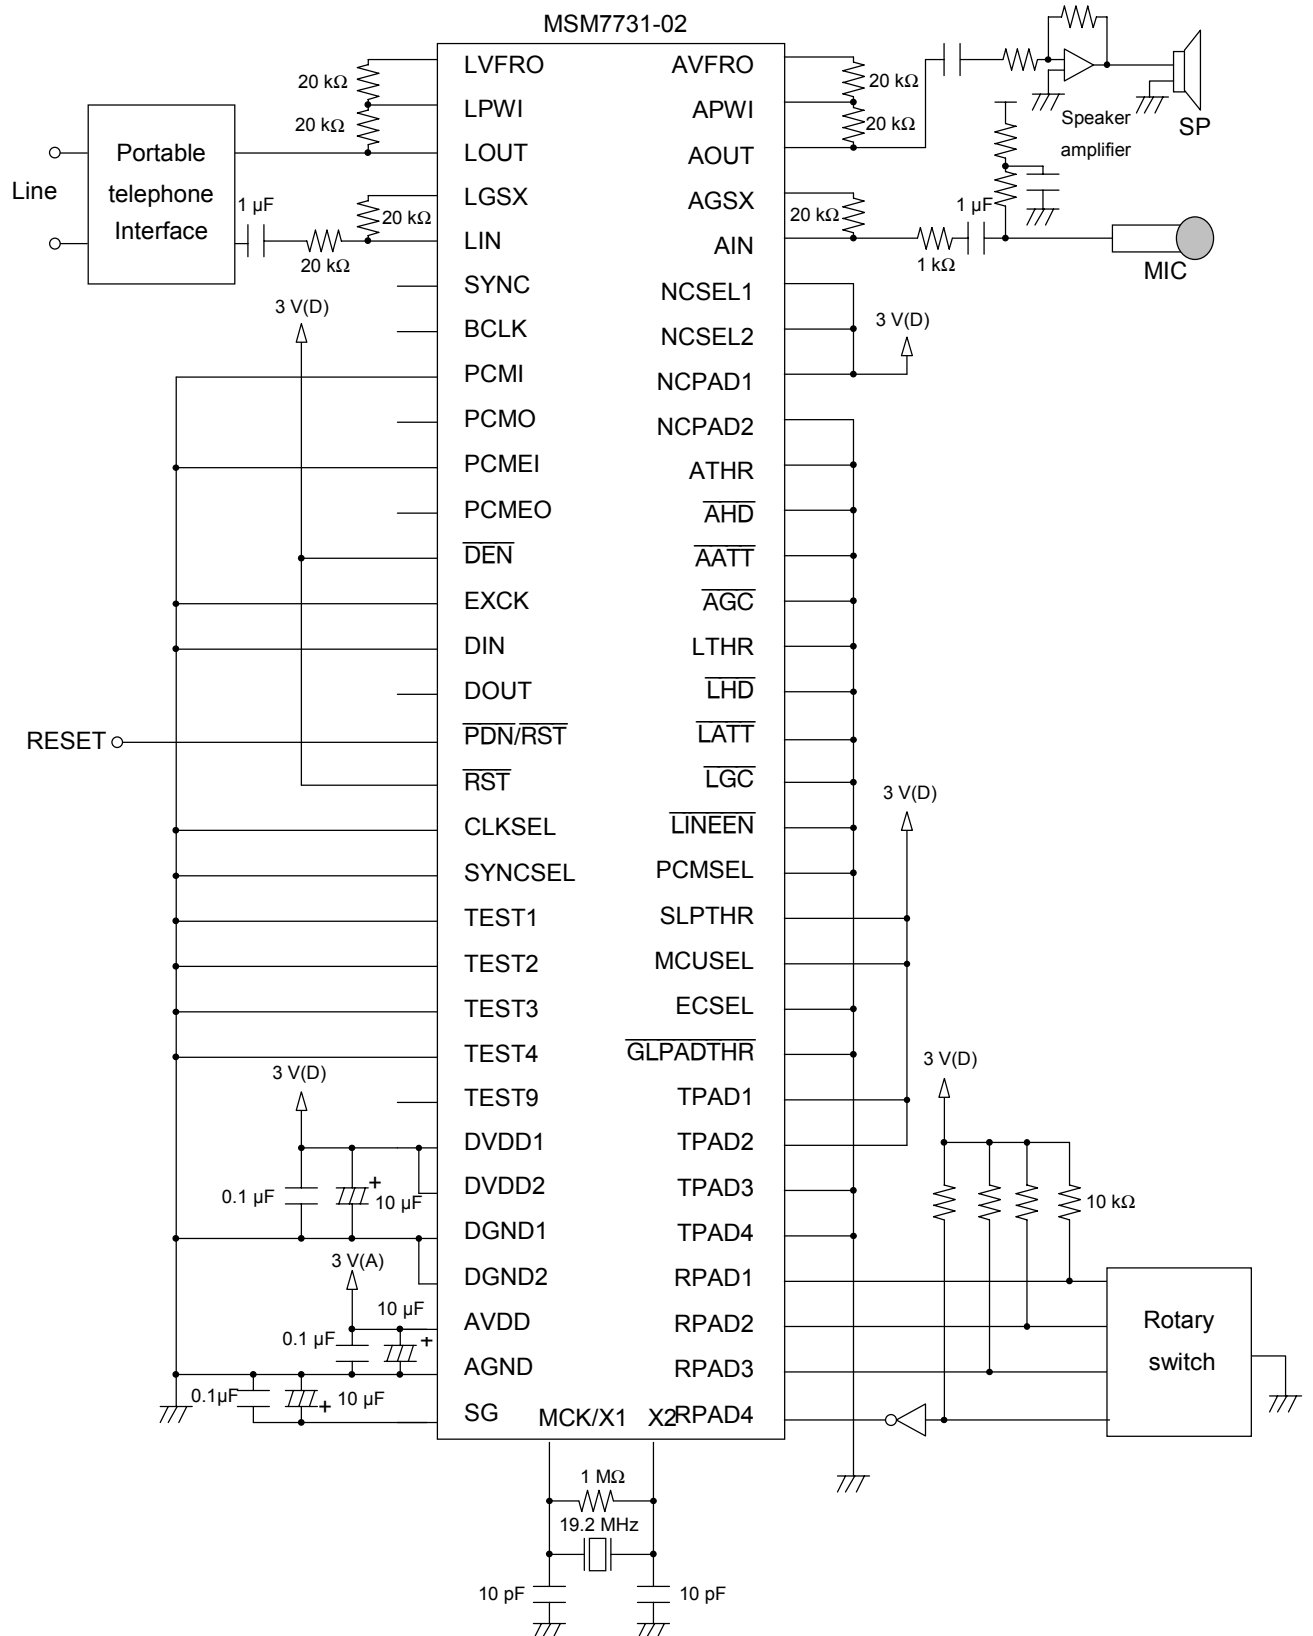 MSM7731-02
LVFRO
LPWI
LOUT
LGSX
LIN
SYNC
BCLK
PCMI
PCMO
PCMEI
PCMEO
DEN
EXCK
DIN
DOUT
PDN/RST
RST
CLKSEL
SYNCSEL
TEST1
TEST2
TEST3
TEST4
TEST9
DVDD1
DVDD2
DGND1
DGND2
AVDD
AGND
SG
MCK/X1
X2
AVFRO
APWI
AOUT
AGSX
AIN
NCSEL1
NCSEL2
NCPAD1
NCPAD2
ATHR
AHD
AATT
AGC
LTHR
LHD
LATT
LGC
LINEEN
PCMSEL
SLPTHR
MCUSEL
ECSEL
GLPADTHR
TPAD1
TPAD2
TPAD3
TPAD4
RPAD1
RPAD2
RPAD3
RPAD4
20 kΩ
20 kΩ
Line
Portable
telephone
Interface
1 µF
20 kΩ
20 kΩ
3 V(D)
RESET
3 V(D)
0.1 µF
10 µF
3 V(A)
10 µF
0.1 µF
0.1µF
10 µF
20 kΩ
20 kΩ
Speaker
amplifier
SP
20 kΩ
1 µF
1 kΩ
MIC
3 V(D)
3 V(D)
3 V(D)
10 kΩ
Rotary
switch
1 MΩ
19.2 MHz
10 pF
10 pF